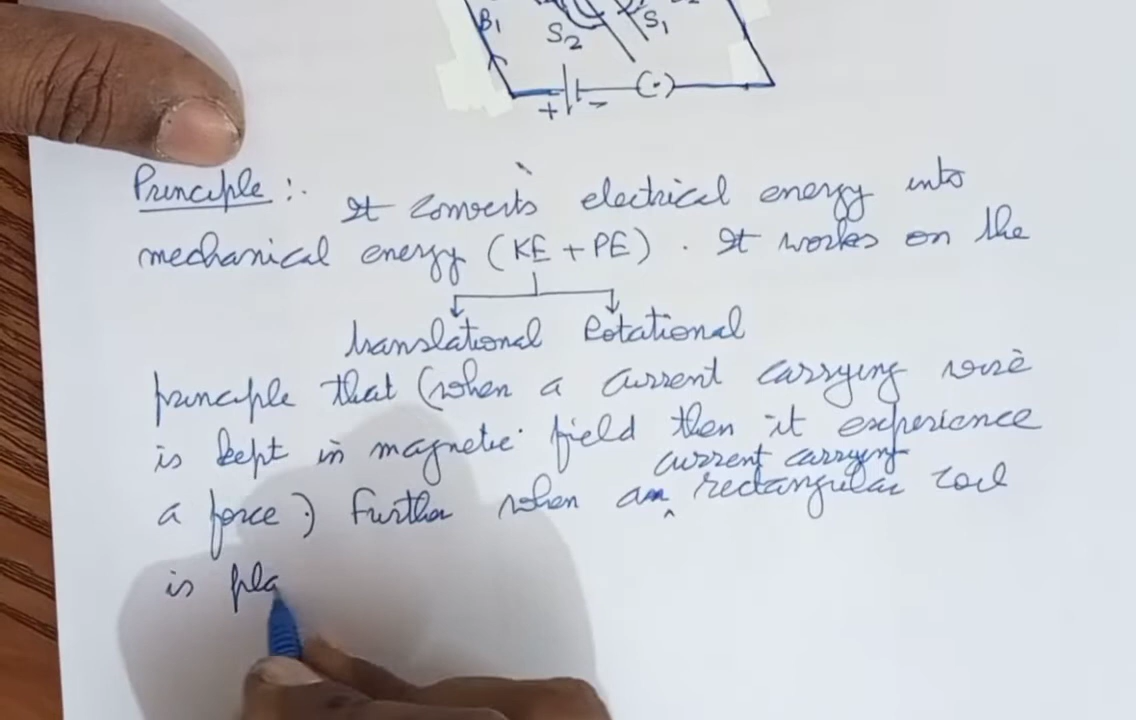 B1
S2
S1
+ -
Principle :. It converts electrical energy into
mechanical energy (KE + PE) . It works on the
translational Rotational
principle that (when a current carrying wire
is kept in magnetic field then it experience
a force.) Further when an rectangular coil
current carrying
is pla